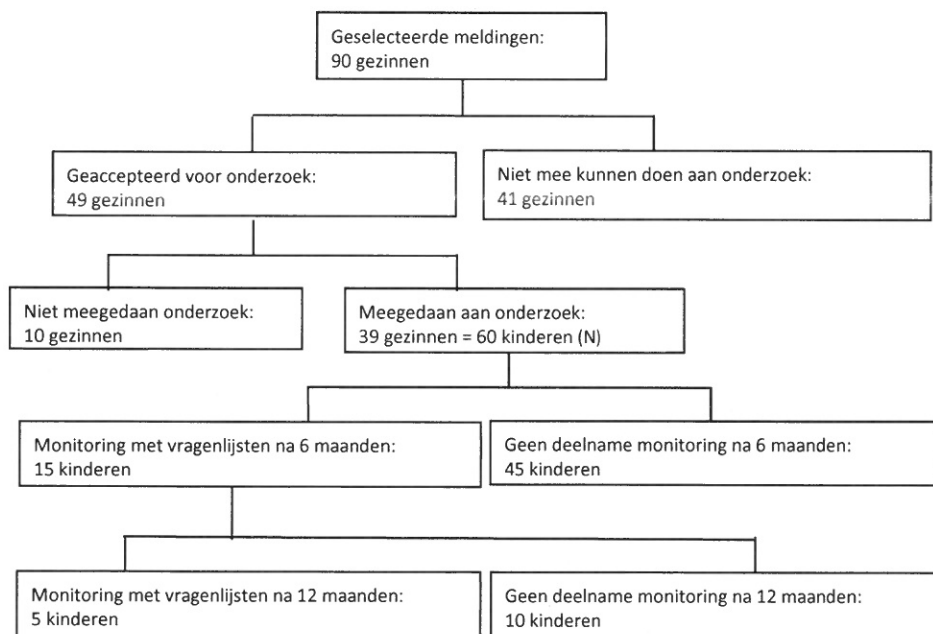 Geselecteerde meldingen:
90 gezinnen
Geaccepteerd voor onderzoek:
49 gezinnen
Niet mee kunnen doen aan onderzoek:
41 gezinnen
Niet meegedaan onderzoek:
10 gezinnen
Meegedaan aan onderzoek:
39 gezinnen = 60 kinderen (N)
Monitoring met vragenlijsten na 6 maanden:
15 kinderen
Geen deelname monitoring na 6 maanden:
45 kinderen
Monitoring met vragenlijsten na 12 maanden:
5 kinderen
Geen deelname monitoring na 12 maanden:
10 kinderen